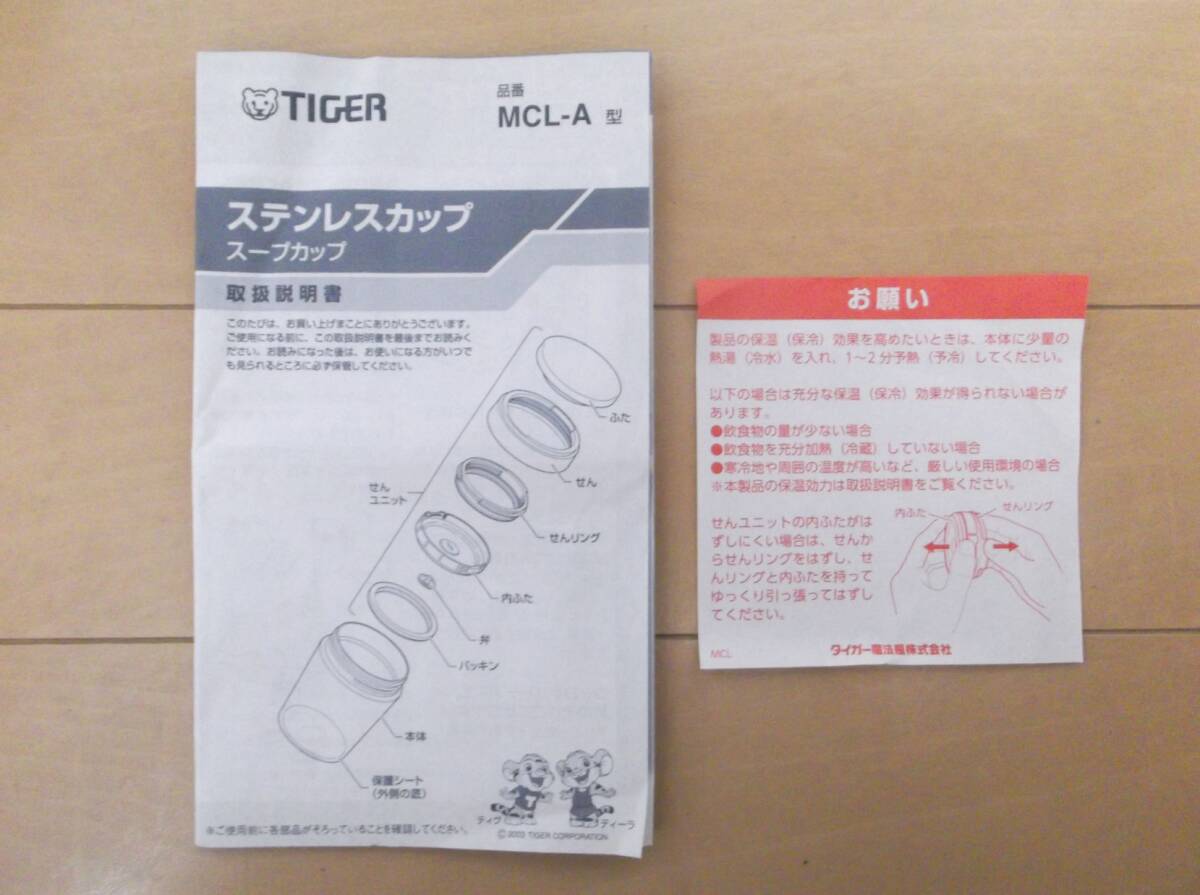 TIGER
品番
MCL-A 型
ステンレスカップ
スープカップ
取扱説明書
このたびは、お買い上げまことにありがとうございます。
ご使用になる前に、この取扱説明書を最後までお読みく
ださい。お読みになった後は、お使いになる方がいつで
も見られるところに必ず保管してください。
ふた
せん
せん
ユニット
せんリング
内ふた
弁
パッキン
本体
保護シート
(外側の底)
ティグ
ティーラ
※ご使用前に各部品がそろっていることを確認してください。
©2003 TIGER CORPORATION
お願い
製品の保温（保冷）効果を高めたいときは、本体に少量の
熱湯（冷水）を入れ、1〜2分予熱（予冷）してください。
以下の場合は充分な保温（保冷）効果が得られない場合が
あります。
●飲食物の量が少ない場合
●飲食物を充分加熱（冷蔵）していない場合
●寒冷地や周囲の温度が高いなど、厳しい使用環境の場合
※本製品の保温効力は取扱説明書をご覧ください。
せんユニットの内ふたがは
ずしにくい場合は、せんか
らせんリングをはずし、せ
んリングと内ふたを持って
ゆっくり引っ張ってはずし
てください。
内ふた
せんリング
MCL
タイガー魔法瓶株式会社